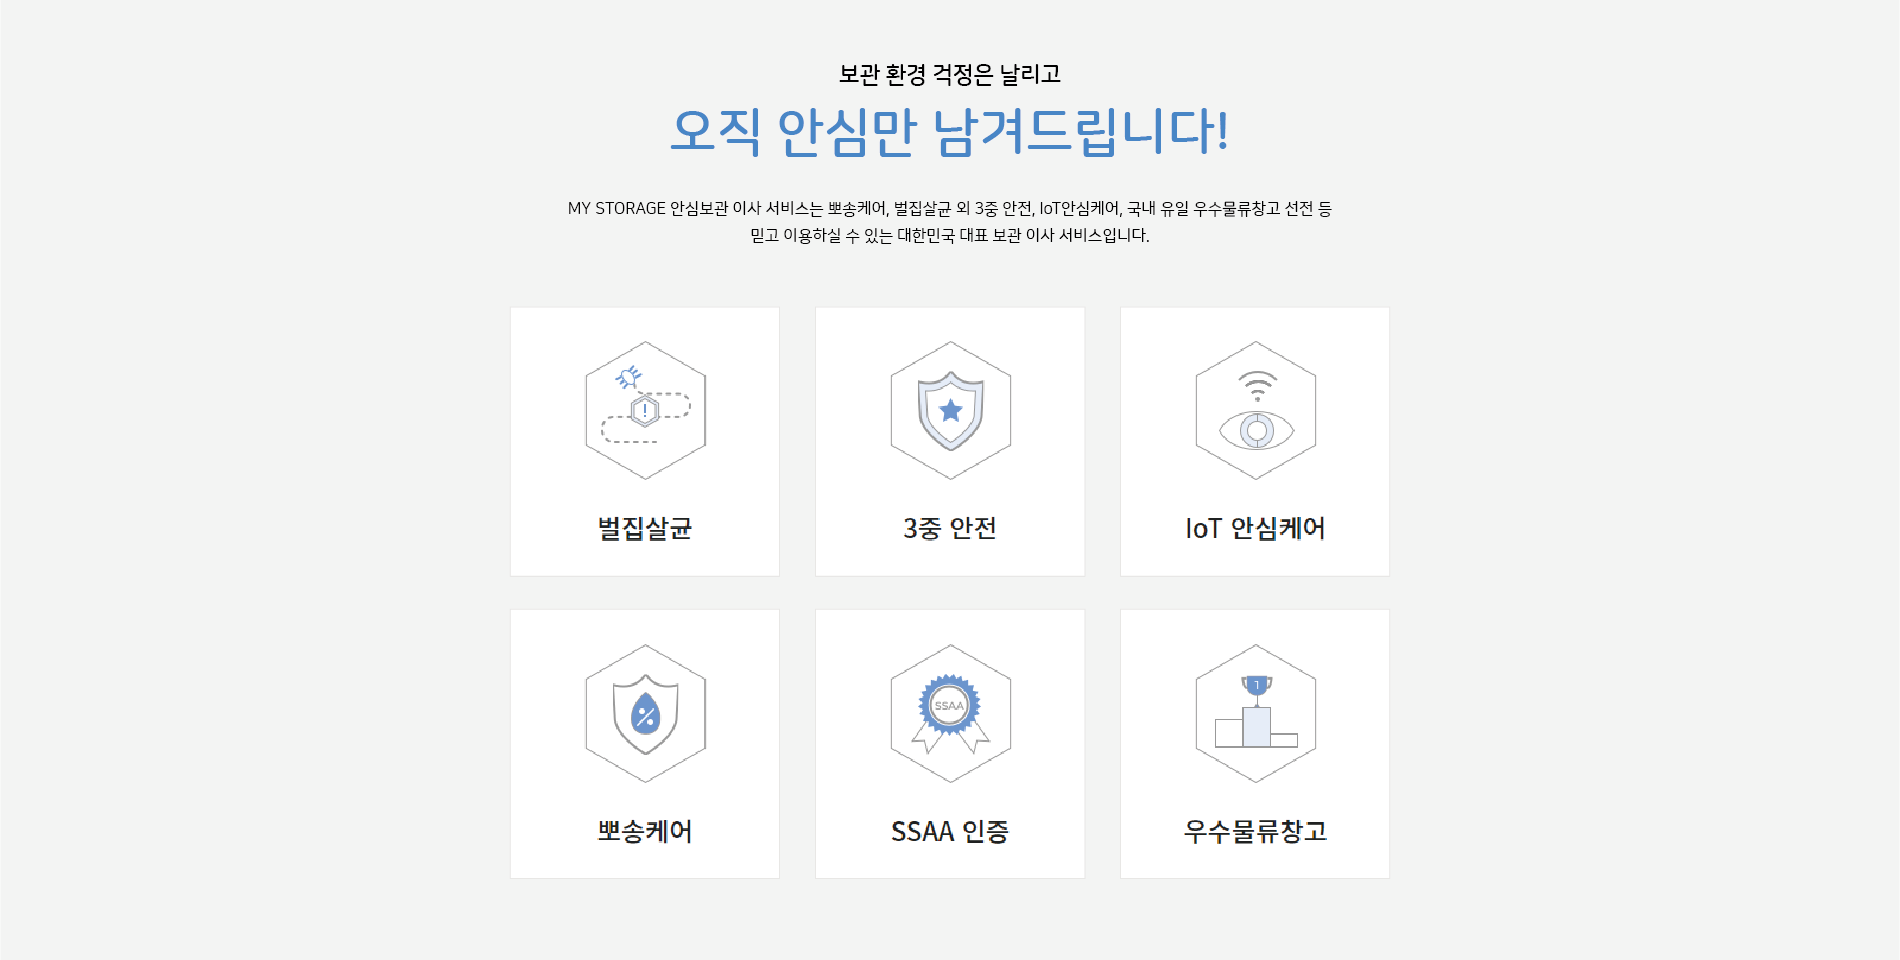 보관 환경 걱정은 날리고
오직 안심만 남겨드립니다!
MY STORAGE 안심보관 이사 서비스는 뽀송케어, 벌집살균 외 3중 안전, IoT안심케어, 국내 유일 우수물류창고 선전 등
믿고 이용하실 수 있는 대한민국 대표 보관 이사 서비스입니다.
!
벌집살균
3중 안전
IoT 안심케어
%
뽀송케어
SSAA
SSAA 인증
1
우수물류창고